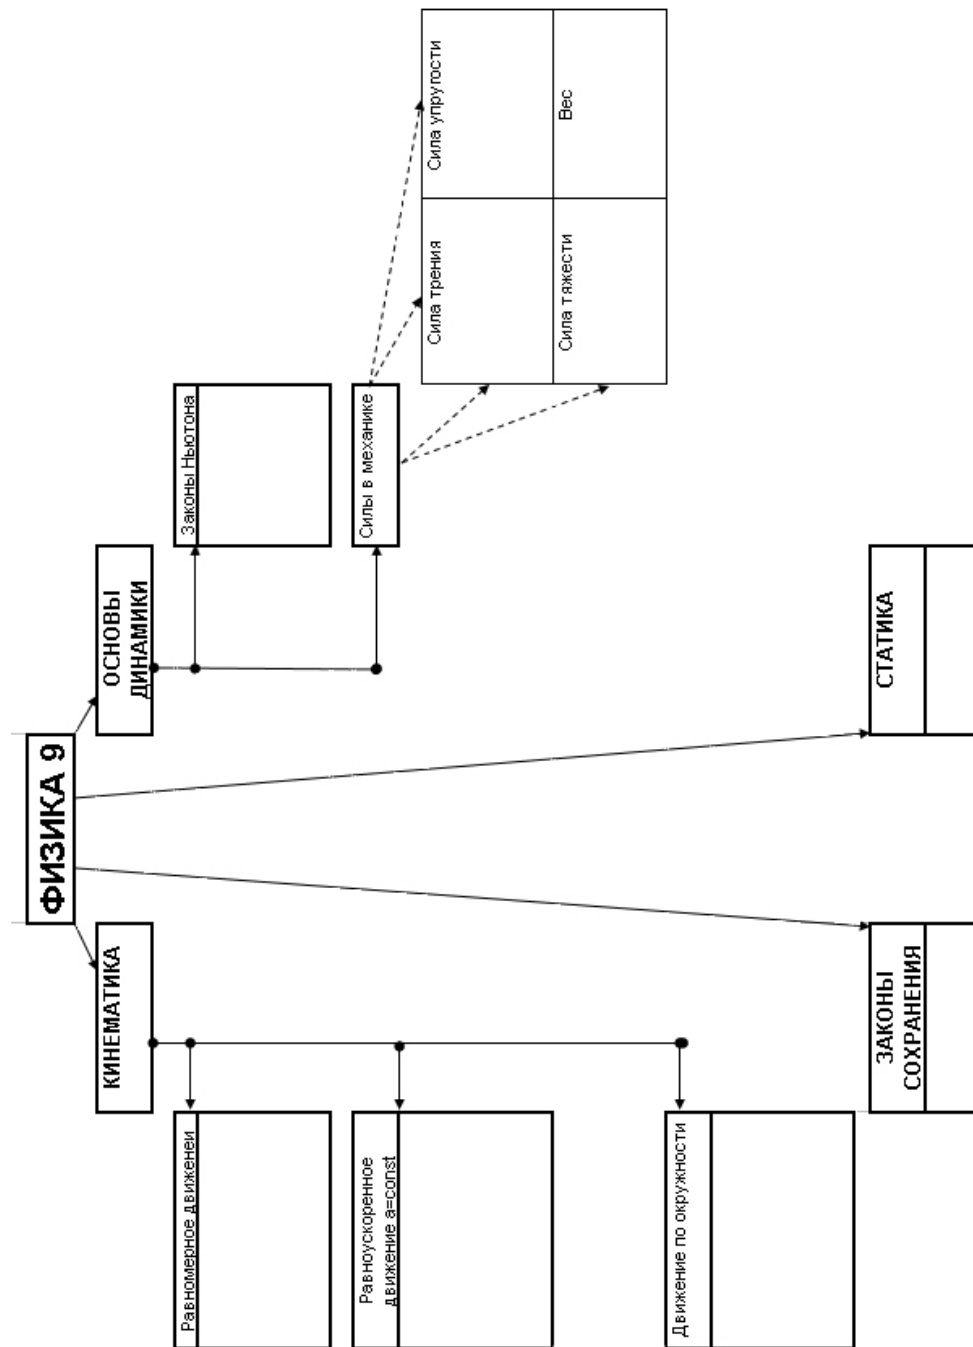 ФИЗИКА 9
КИНЕМАТИКА
ОСНОВЫ
ДИНАМИКИ
Равномерное движеней
Законы Ньютона
Равноускоренное
движение a=const
Силы в механике
Сила трения
Сила упругости
Сила тяжести
Вес
Движение по окружности
ЗАКОНЫ
СОХРАНЕНИЯ
СТАТИКА